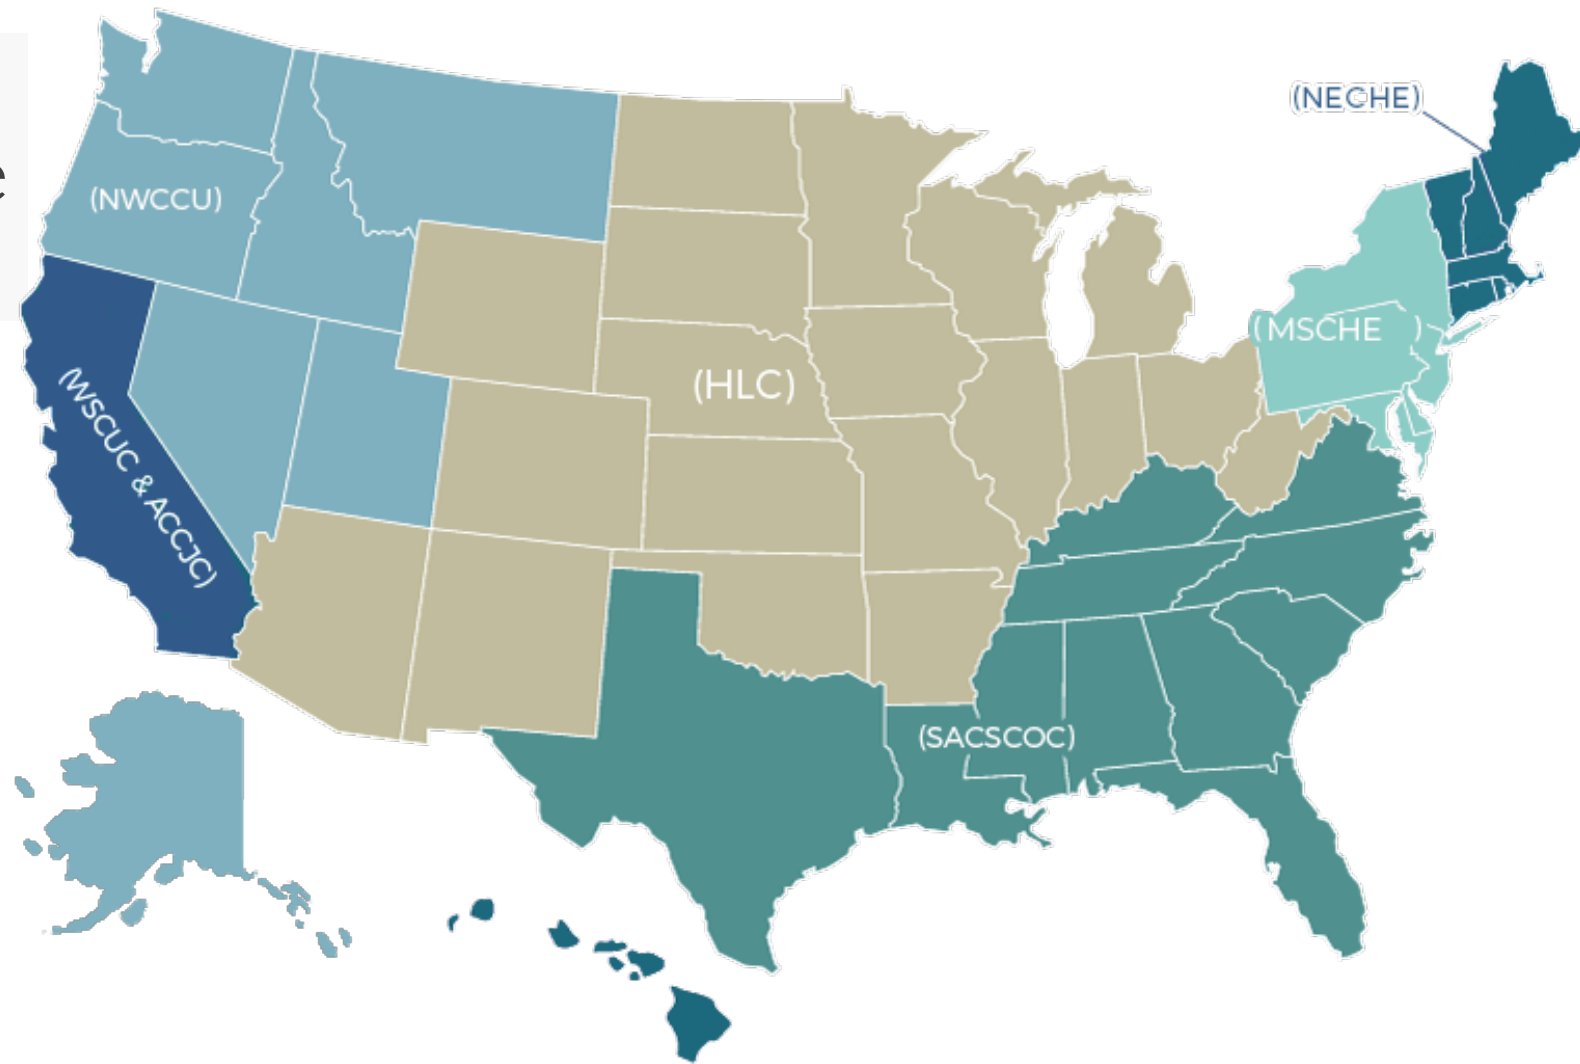 e
(NECHE)
(NWCCU)
(MSCHE )
(HLC)
(WSCUC & ACCJC)
(SACSCOC)